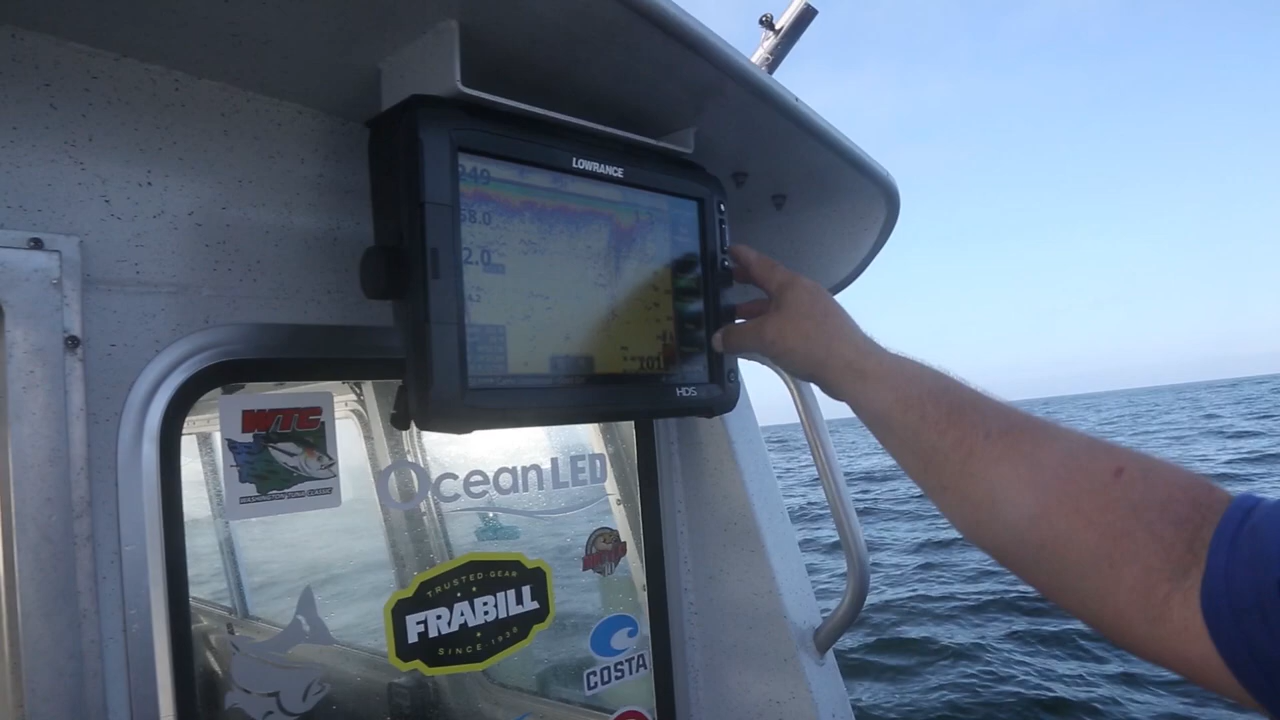 LOWRANCE
249
58.0
2.0
101
HDS
WTC
WASHINGTON TUNA CLASSIC
OceanLED
TRUSTED·GEAR
FRABILL
SINCE·1938
COSTA